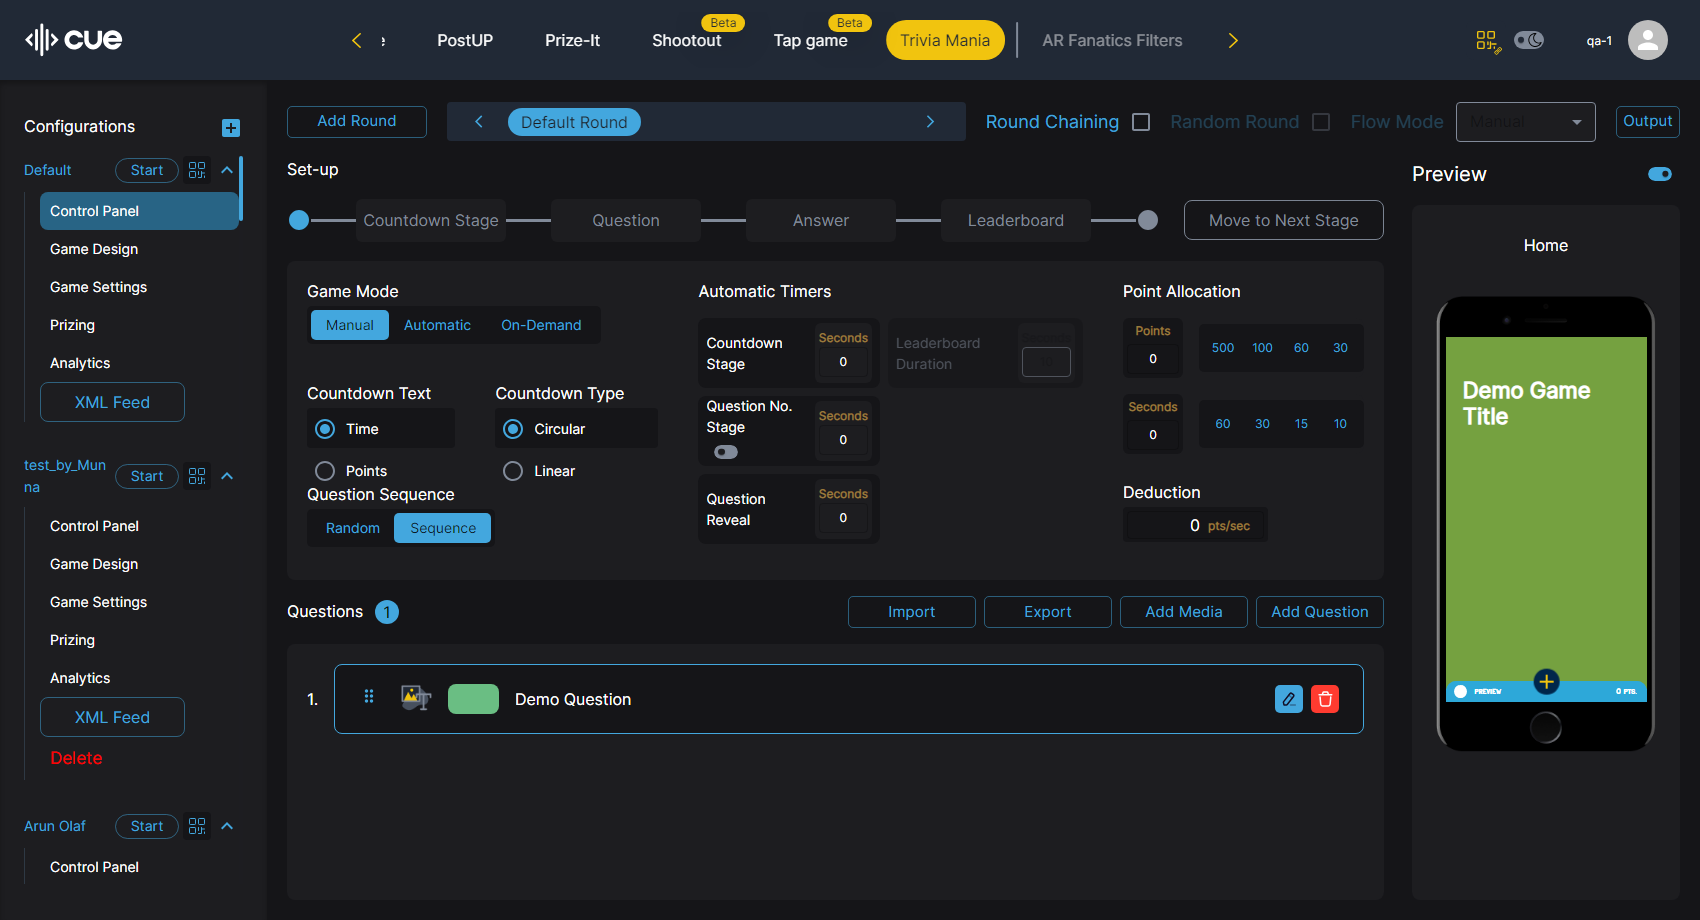 cue
PostUP
Prize-It
Beta
Shootout
Beta
Tap game
Trivia Mania
AR Fanatics Filters
qa-1
Configurations
Default
Start
Control Panel
Game Design
Game Settings
Prizing
Analytics
XML Feed
test_by_Mun
na
Start
Control Panel
Game Design
Game Settings
Prizing
Analytics
XML Feed
Delete
Arun Olaf
Start
Control Panel
Add Round
Default Round
Round Chaining
Random Round
Flow Mode
Manual
Output
Set-up
Countdown Stage
Question
Answer
Leaderboard
Move to Next Stage
Game Mode
Manual
Automatic
On-Demand
Countdown Text
Time
Points
Countdown Type
Circular
Linear
Question Sequence
Random
Sequence
Automatic Timers
Countdown
Stage
Seconds
0
Leaderboard
Duration
Question No.
Stage
Seconds
0
Question
Reveal
Seconds
0
Point Allocation
Points
0
500
100
60
30
Seconds
0
60
30
15
10
Deduction
0 pts/sec
Questions 1
Import
Export
Add Media
Add Question
1.
Demo Question
Preview
Home
Demo Game
Title
PREVIEW
0 PTS.